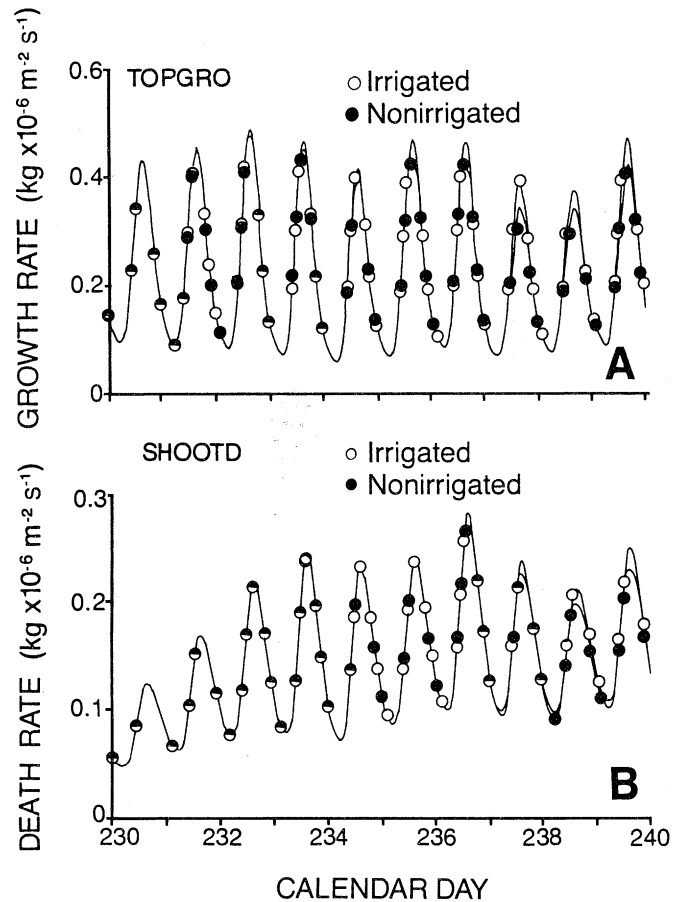 GROWTH RATE (kg x10-6 m-2 s-1)
0.6
0.4
0.2
0
TOPGRO
Irrigated
Nonirrigated
A
DEATH RATE (kg x10-6 m-2 s-1)
0.3
0.2
0.1
0
SHOOTD
Irrigated
Nonirrigated
B
230 232 234 236 238 240
CALENDAR DAY